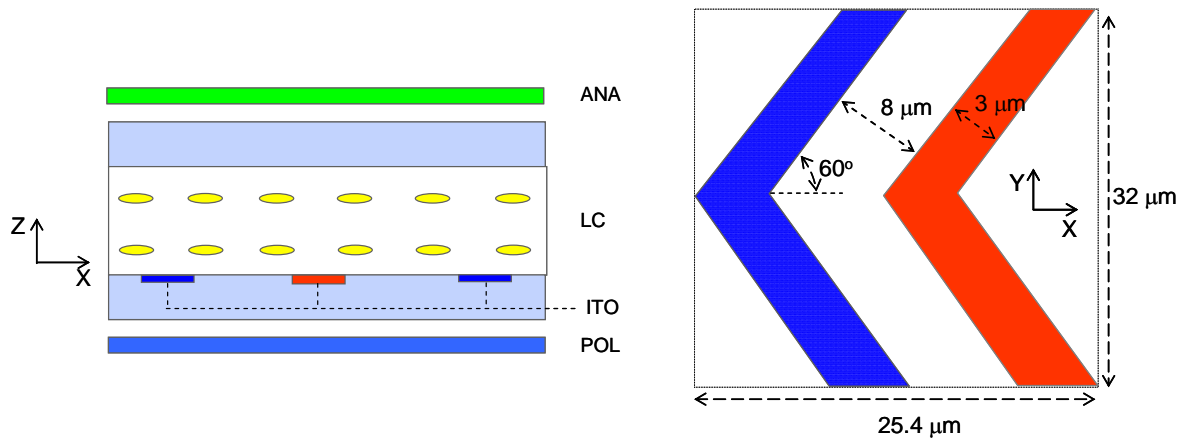 ANA
LC
ITO
POL
Z
X
8 μm
3 μm
60º
Y
X
32 μm
25.4 μm